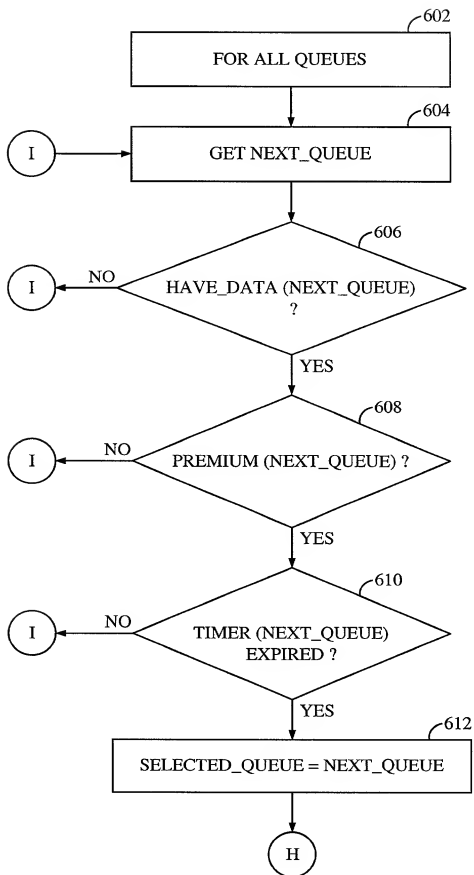 602
FOR ALL QUEUES
604
I
GET NEXT_QUEUE
606
I
NO
HAVE_DATA (NEXT_QUEUE)
?
YES
608
I
NO
PREMIUM (NEXT_QUEUE) ?
YES
610
I
NO
TIMER (NEXT_QUEUE)
EXPIRED ?
YES
612
SELECTED_QUEUE = NEXT_QUEUE
H